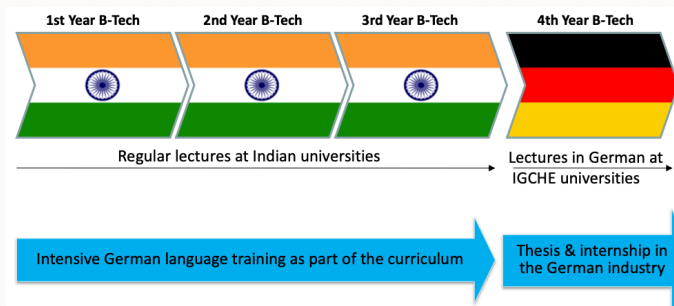 1st Year B-Tech
2nd Year B-Tech
3rd Year B-Tech
4th Year B-Tech
Regular lectures at Indian universities
Lectures in German at
IGCHE universities
Intensive German language training as part of the curriculum
Thesis & internship in
the German industry